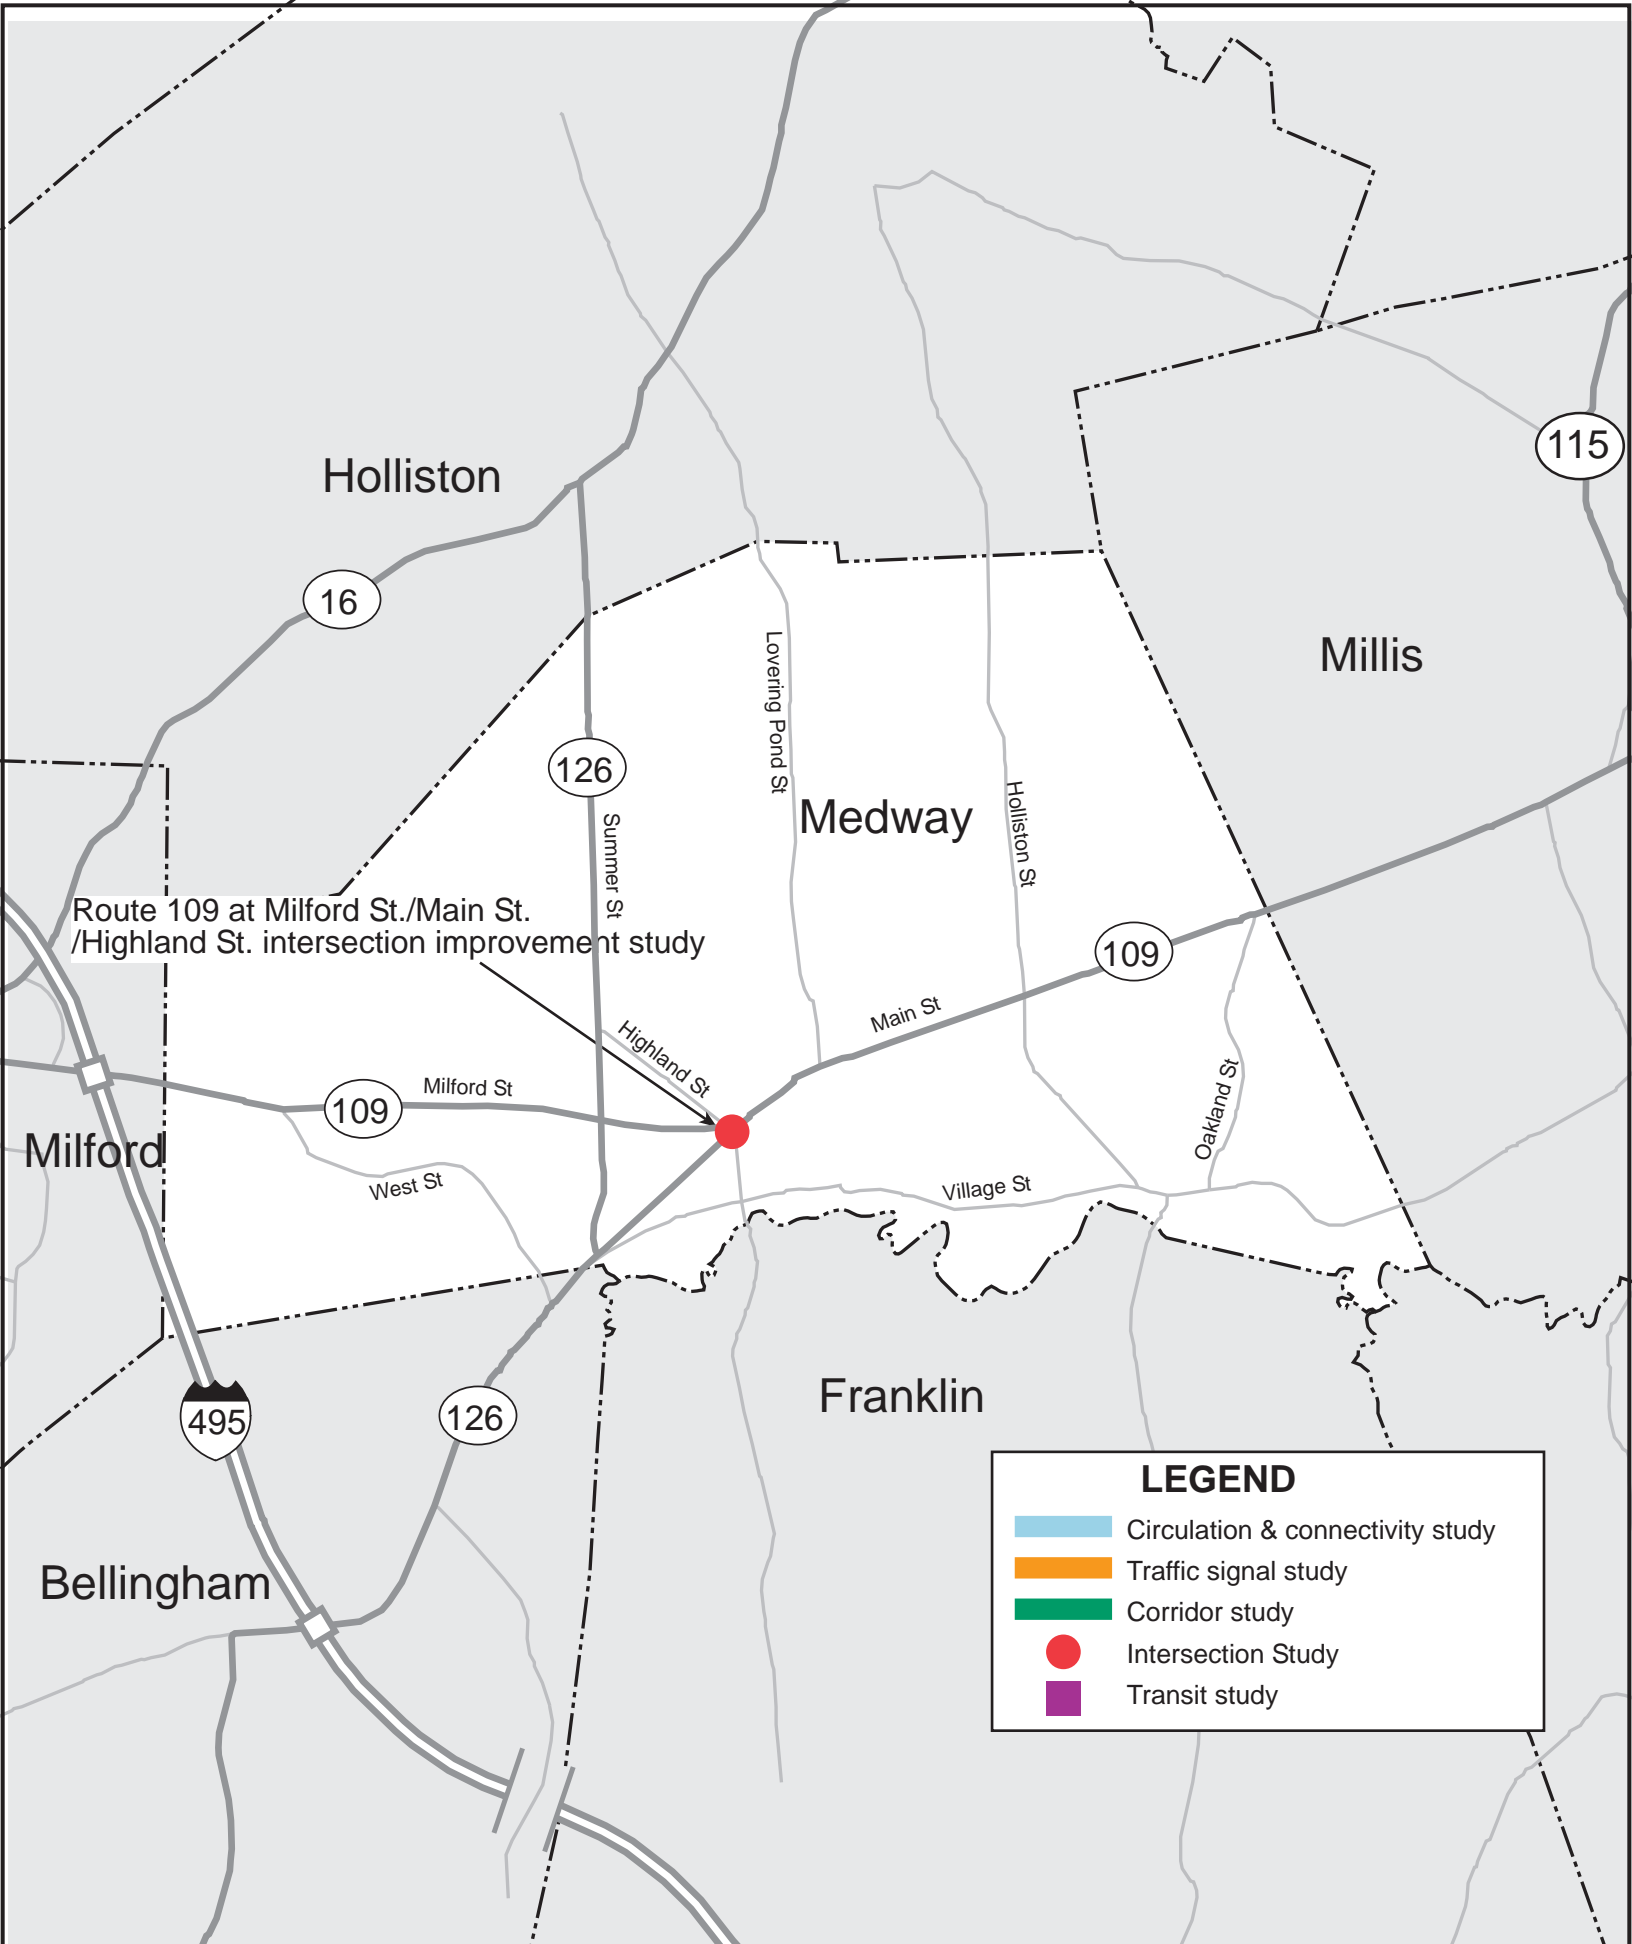 115
Holliston
16
Millis
Lovering Pond St
126
Medway
Holliston St
Summer St
Route 109 at Milford St./Main St.
/Highland St. intersection improvement study
109
Main St
Highland St
Milford St
109
Oakland St
Milford
West St
Village St
Franklin
495
126
LEGEND
Circulation & connectivity study
Traffic signal study
Corridor study
Intersection Study
Transit study
Bellingham